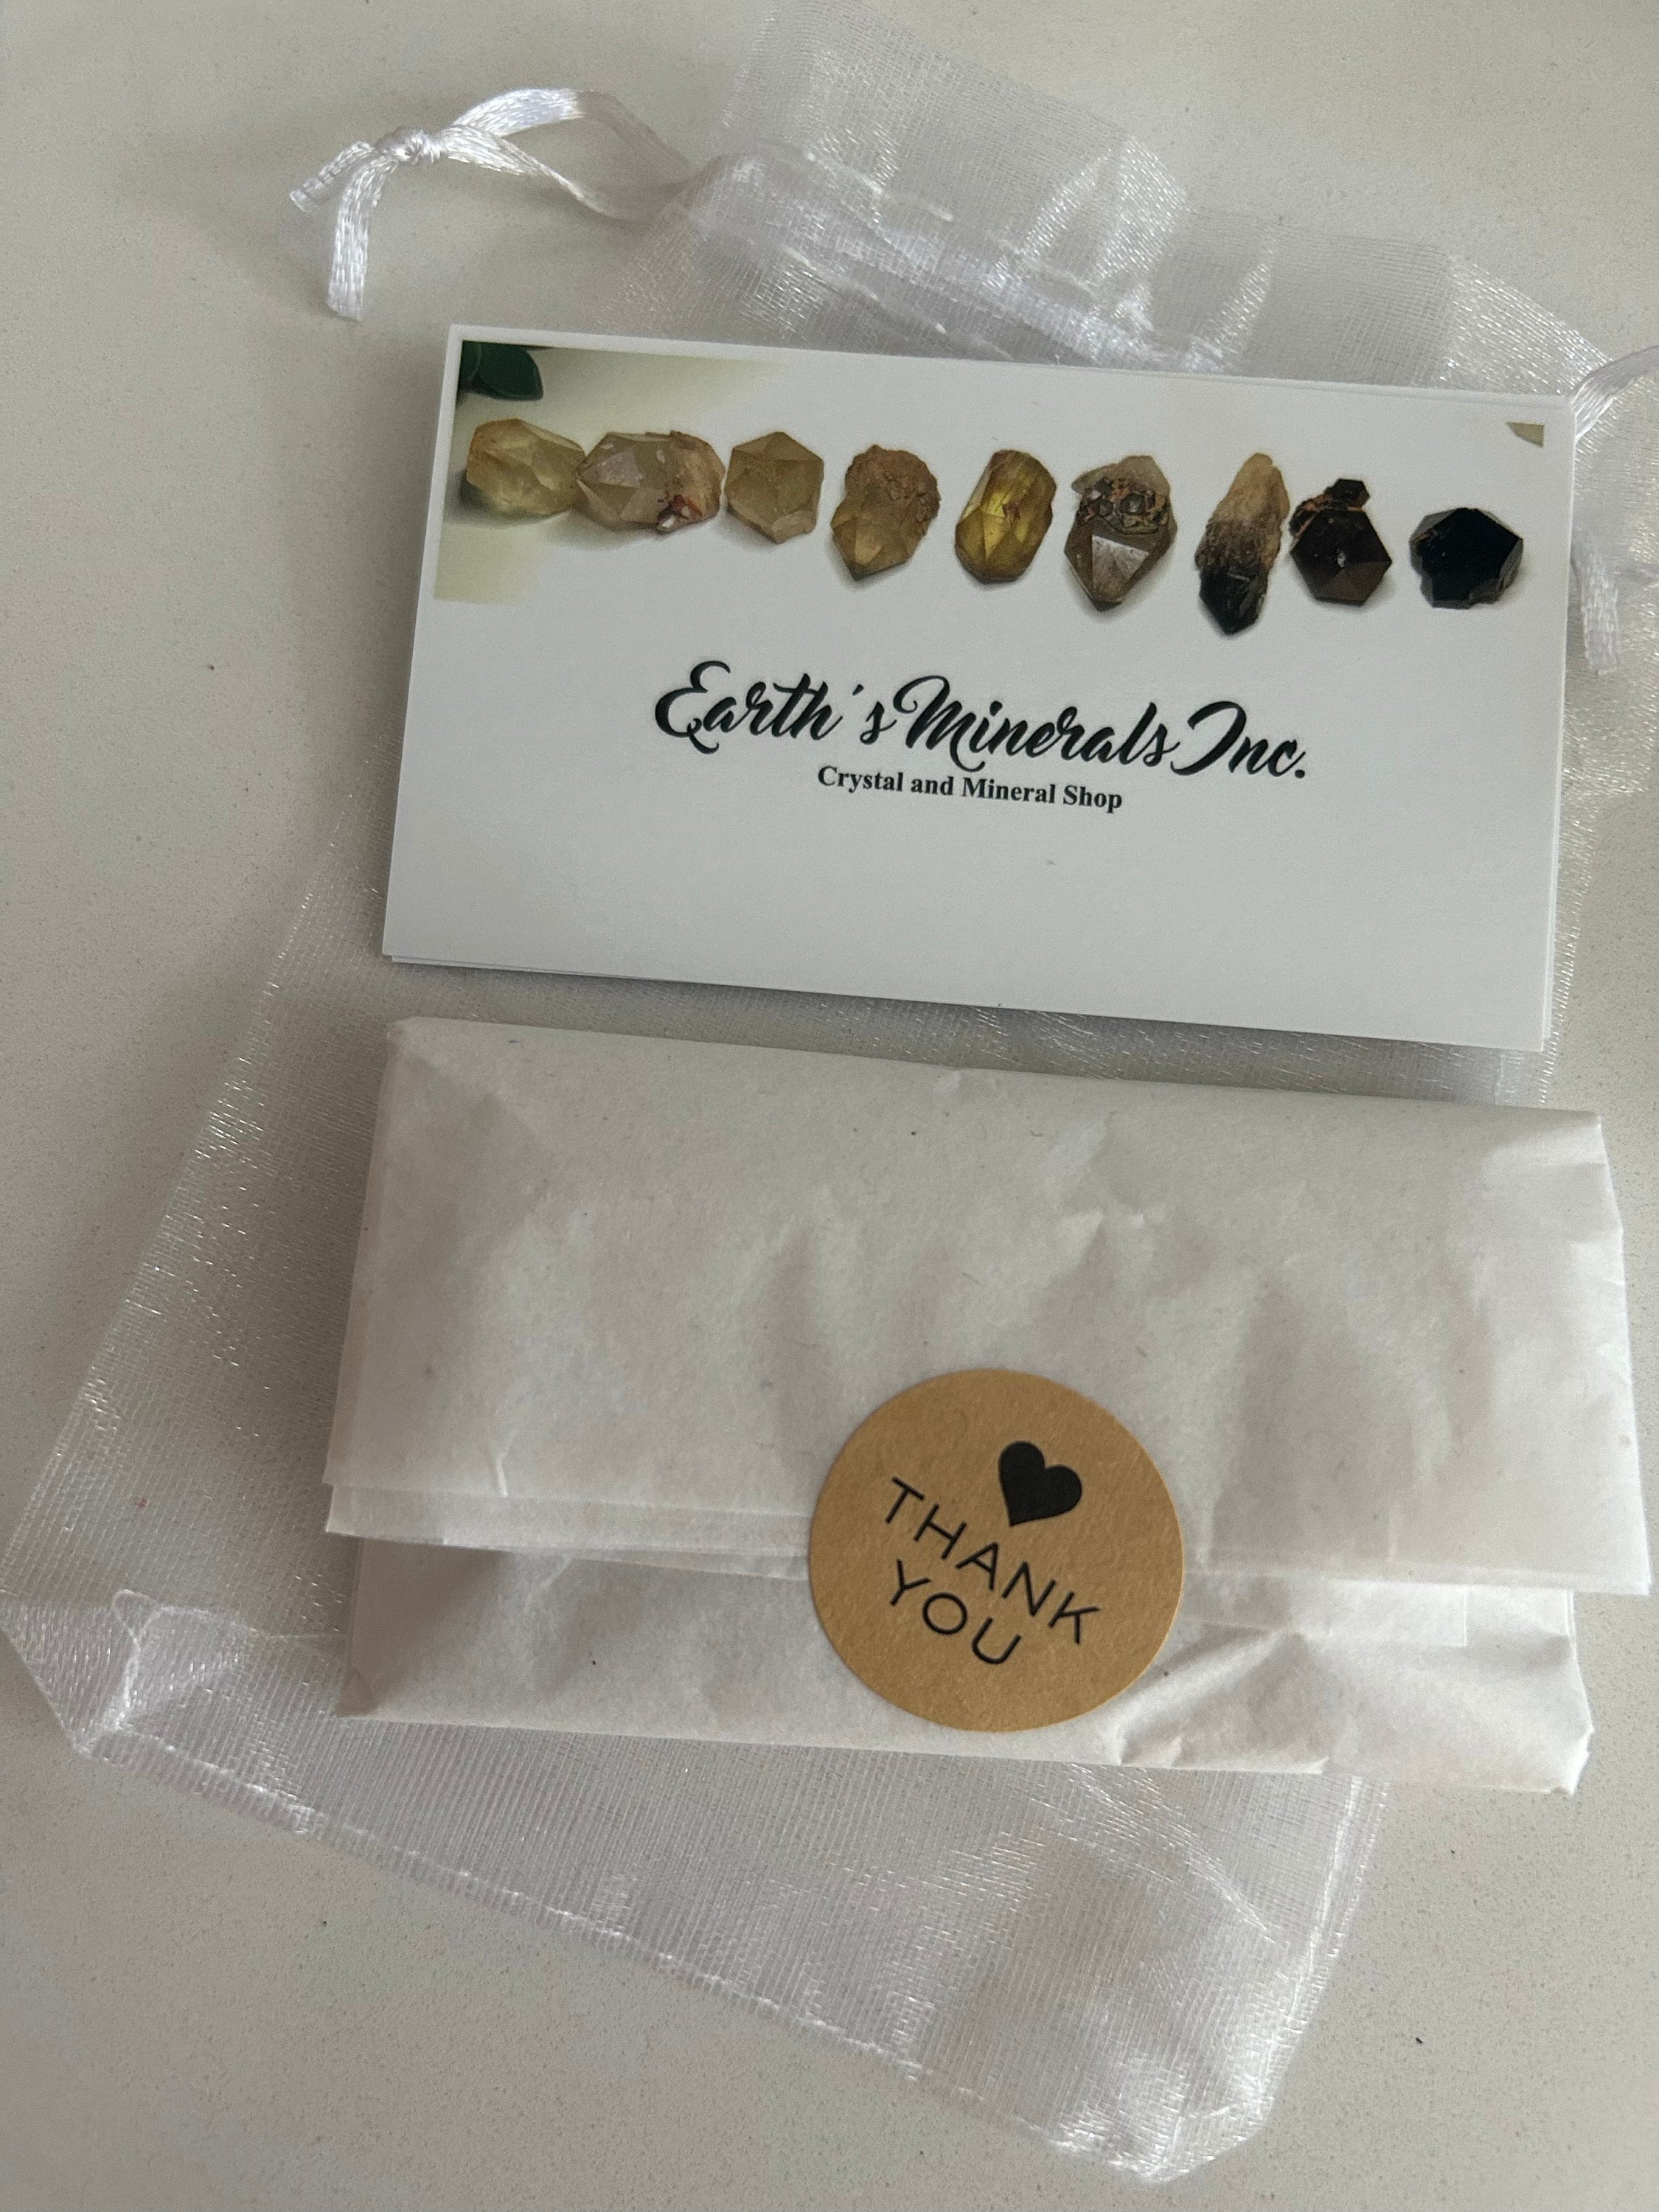 Earth's Minerals Inc.
Crystal and Mineral Shop
THANK
YOU